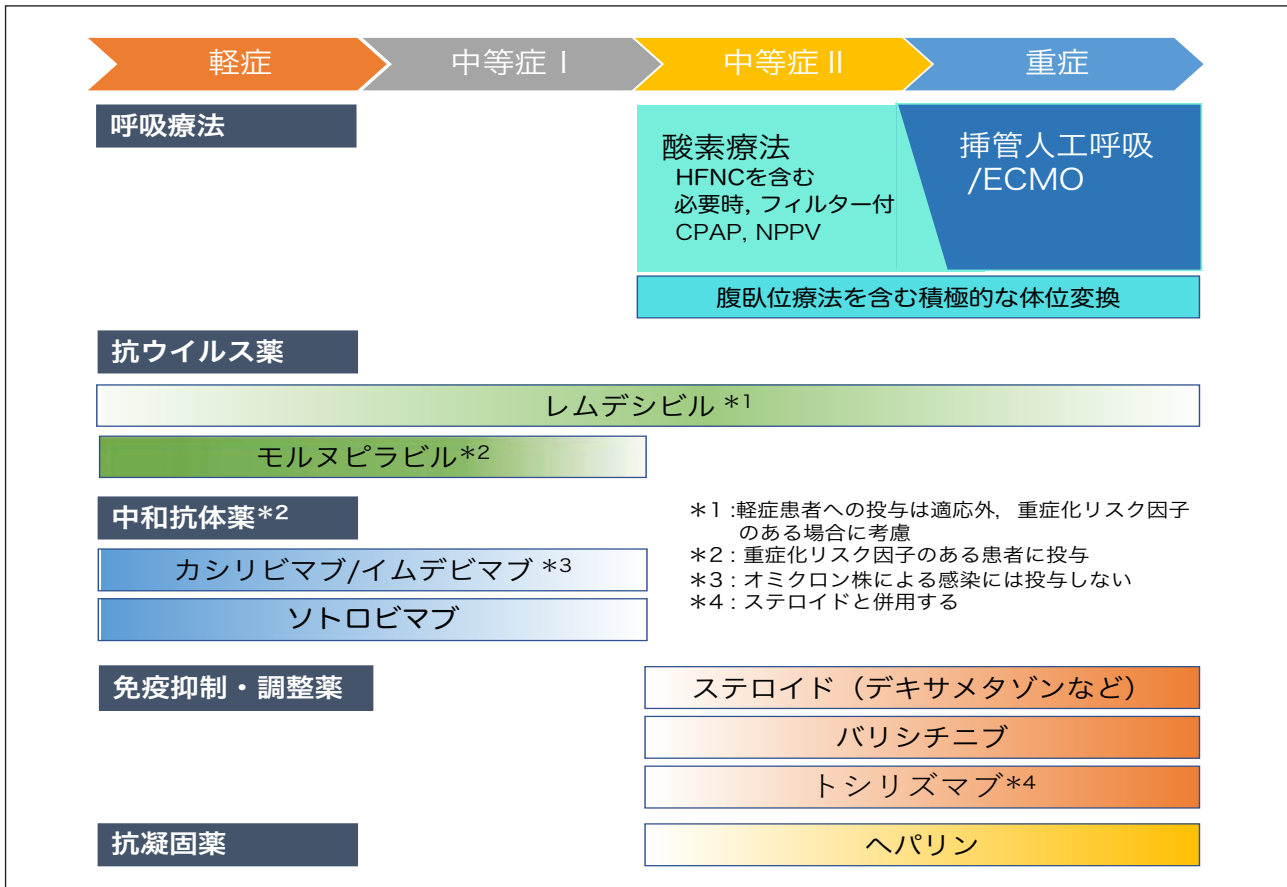 軽症
中等症 I
中等症 II
重症
呼吸療法
酸素療法
HFNCを含む
必要時, フィルター付
CPAP, NPPV
挿管人工呼吸
/ECMO
腹臥位療法を含む積極的な体位変換
抗ウイルス薬
レムデシビル *1
モルヌピラビル*2
中和抗体薬*2
カシリビマブ/イムデビマブ *3
ソトロビマブ
*1 :軽症患者への投与は適応外, 重症化リスク因子
のある場合に考慮
*2 : 重症化リスク因子のある患者に投与
*3 : オミクロン株による感染には投与しない
*4 : ステロイドと併用する
免疫抑制・調整薬
ステロイド（デキサメタゾンなど）
バリシチニブ
トシリズマブ*4
抗凝固薬
ヘパリン